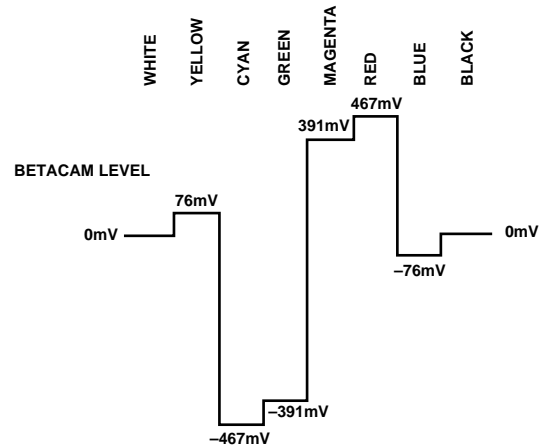 WHITE
YELLOW
CYAN
GREEN
MAGENTA
RED
BLUE
BLACK
467mV
391mV
BETACAM LEVEL
76mV
0mV
0mV
–76mV
–391mV
–467mV